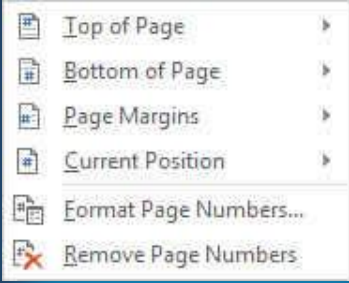 Top of Page
Bottom of Page
Page Margins
Current Position
Format Page Numbers...
Remove Page Numbers